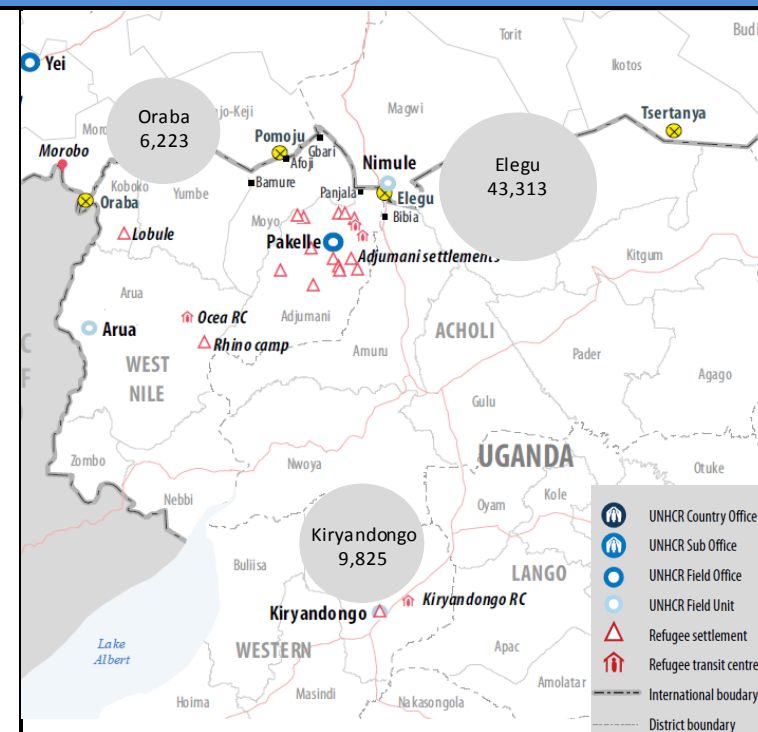 Torit
Budi
Ikotos
Yei
Oraba
6,223
jo-Keji
Magwi
Tsertanya
Moro
Pomoju
Gbari
Morobo
Afoji
Nimule
Elegu
43,313
Koboko
Yumbe
Bamure
Panjala
Elegu
Oraba
Bibia
Moyo
Lobule
Pakelle
Adjumani settlements
Kitgum
Arua
Ocea RC
Adjumani
Arua
Rhino camp
ACHOLI
C
F
WEST
NILE
Amuru
Pader
Agago
Gulu
UGANDA
Zombo
Nwoya
Otuke
Nebbi
Oyam
Kole
Kiryandongo
9,825
Buliisa
LANGO
Kiryandongo RC
Kiryandongo
Lake
Albert
WESTERN
Apac
Amolatar
Hoima
Masindi
Nakasongola
UNHCR Country Office
UNHCR Sub Office
UNHCR Field Office
UNHCR Field Unit
Refugee settlement
Refugee transit centre
International boudary
District boundary